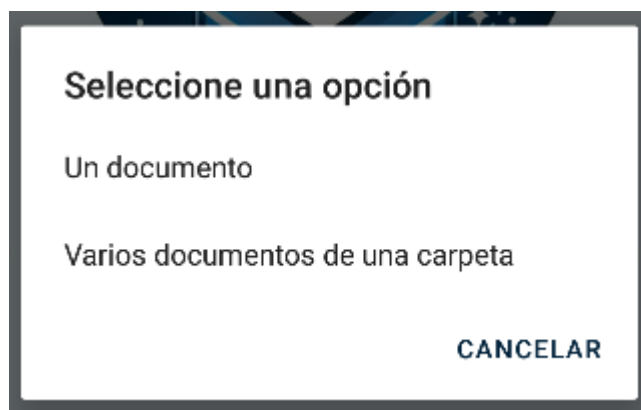 Seleccione una opción
Un documento
Varios documentos de una carpeta
CANCELAR